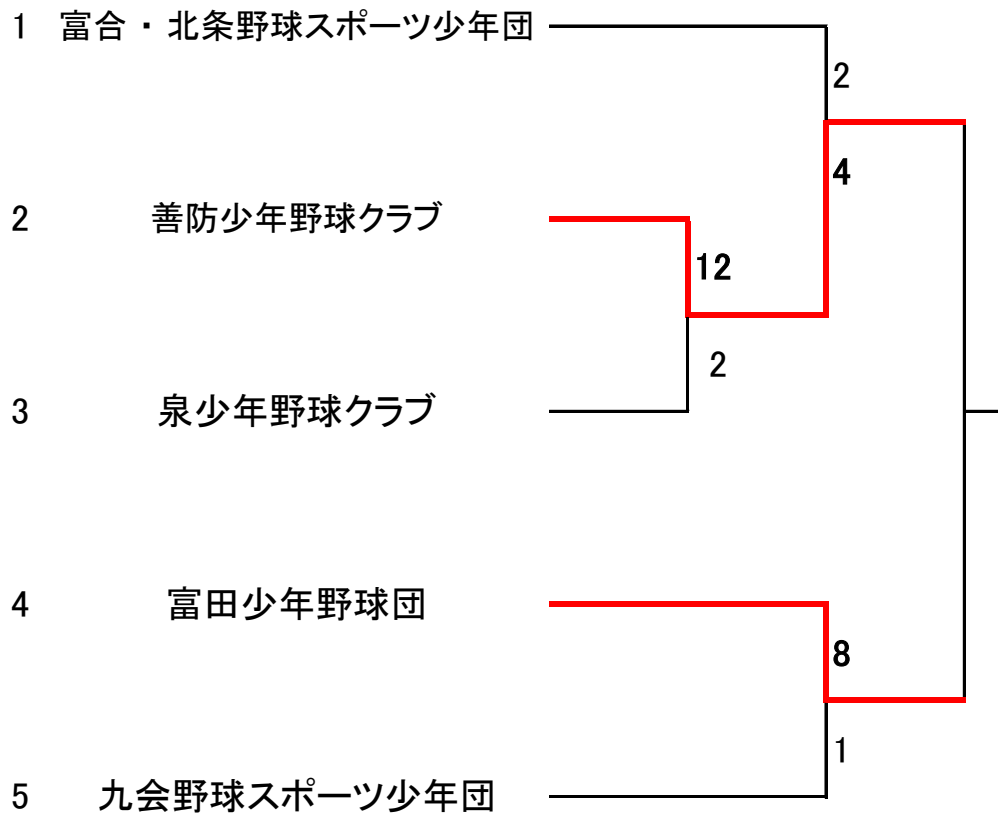 1 富合・北条野球スポーツ少年団
2
4
2 善防少年野球クラブ
12
2
3 泉少年野球クラブ
4 富田少年野球団
8
1
5 九会野球スポーツ少年団